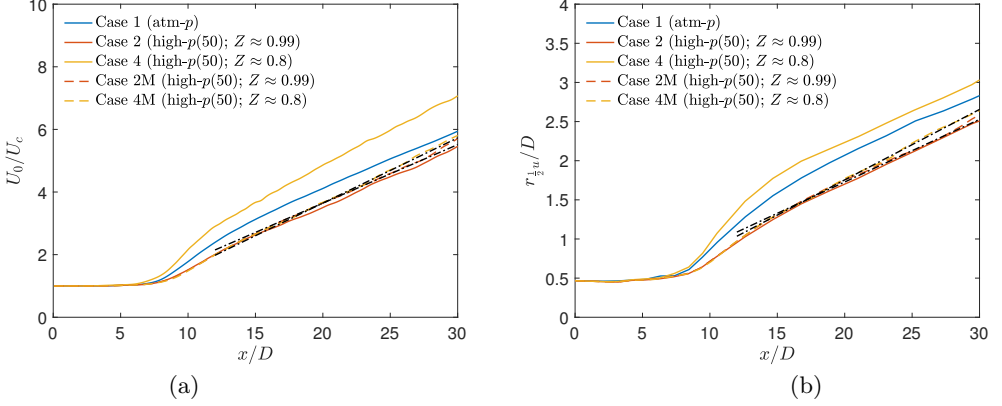 10
8
6
4
2
0
U₀/U_c
Case 1 (atm-p)
Case 2 (high-p(50; Z ≈ 0.99)
Case 4 (high-p(50); Z ≈ 0.8)
Case 2M (high-p(50); Z ≈ 0.99)
Case 4M (high-p(50); Z ≈ 0.8)
0 5 10 15 20 25 30
x/D
(a)
4
3.5
3
2.5
2
1.5
1
0.5
0
r_{½u}/D
Case 1 (atm-p)
Case 2 (high-p(50); Z ≈ 0.99)
Case 4 (high-p(50); Z ≈ 0.8)
Case 2M (high-p(50); Z ≈ 0.99)
Case 4M (high-p(50); Z ≈ 0.8)
0 5 10 15 20 25 30
x/D
(b)